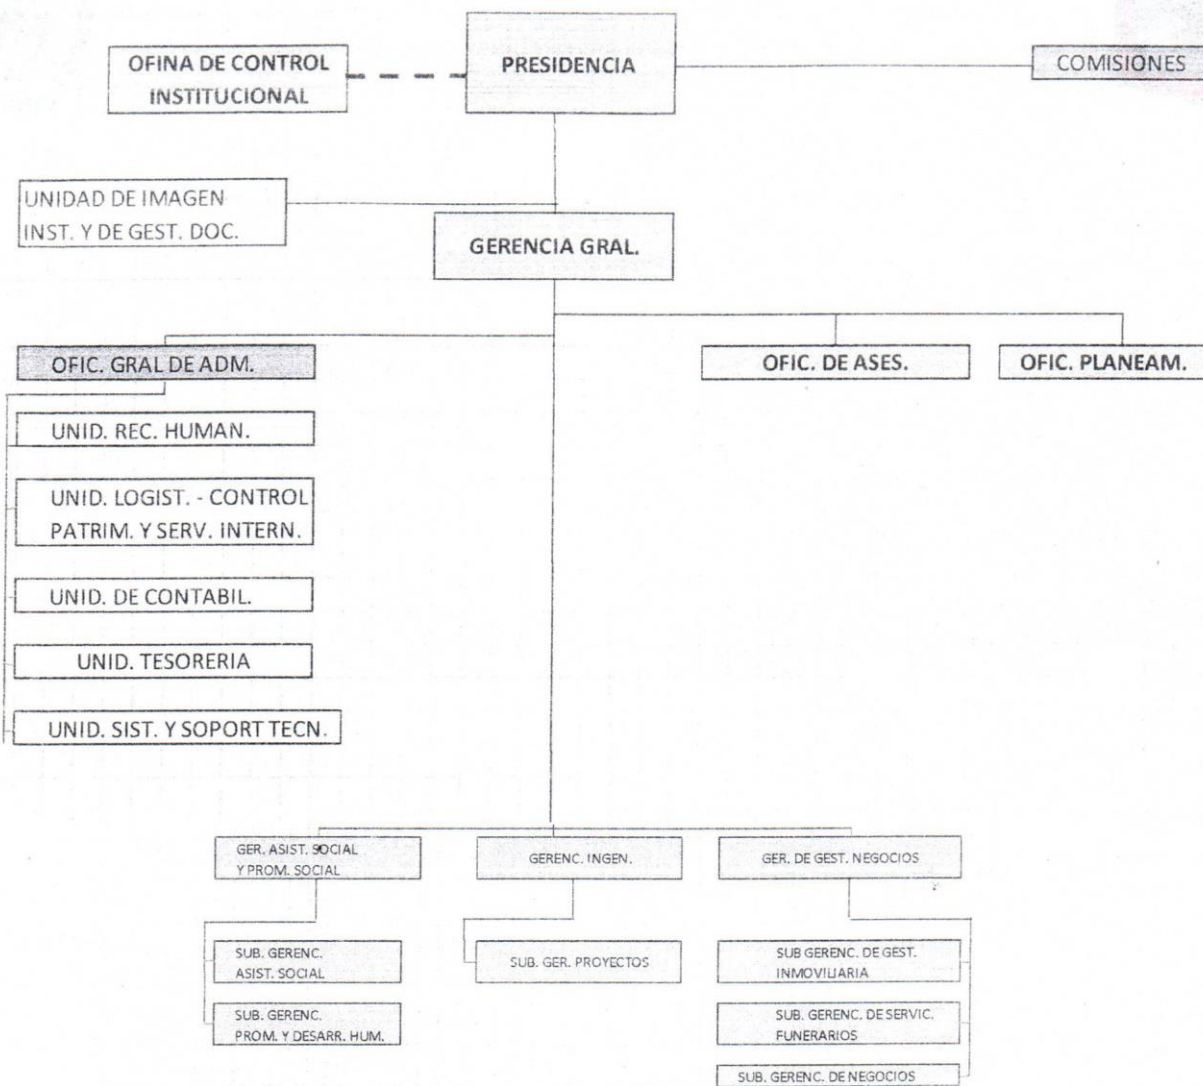 OFINA DE CONTROL
INSTITUCIONAL
PRESIDENCIA
COMISIONES
UNIDAD DE IMAGEN
INST. Y DE GEST. DOC.
GERENCIA GRAL.
OFIC. GRAL DE ADM.
OFIC. DE ASES.
OFIC. PLANEAM.
UNID. REC. HUMAN.
UNID. LOGIST. - CONTROL
PATRIM. Y SERV. INTERN.
UNID. DE CONTABIL.
UNID. TESORERIA
UNID. SIST. Y SOPORT TECN.
GER. ASIST. SOCIAL
Y PROM. SOCIAL
GERENC. INGEN.
GER. DE GEST. NEGOCIOS
SUB. GERENC.
ASIST. SOCIAL
SUB. GER. PROYECTOS
SUB GERENC. DE GEST.
INMOVILIARIA
SUB. GERENC.
PROM. Y DESARR. HUM.
SUB. GERENC. DE SERVIC.
FUNERARIOS
SUB. GERENC. DE NEGOCIOS